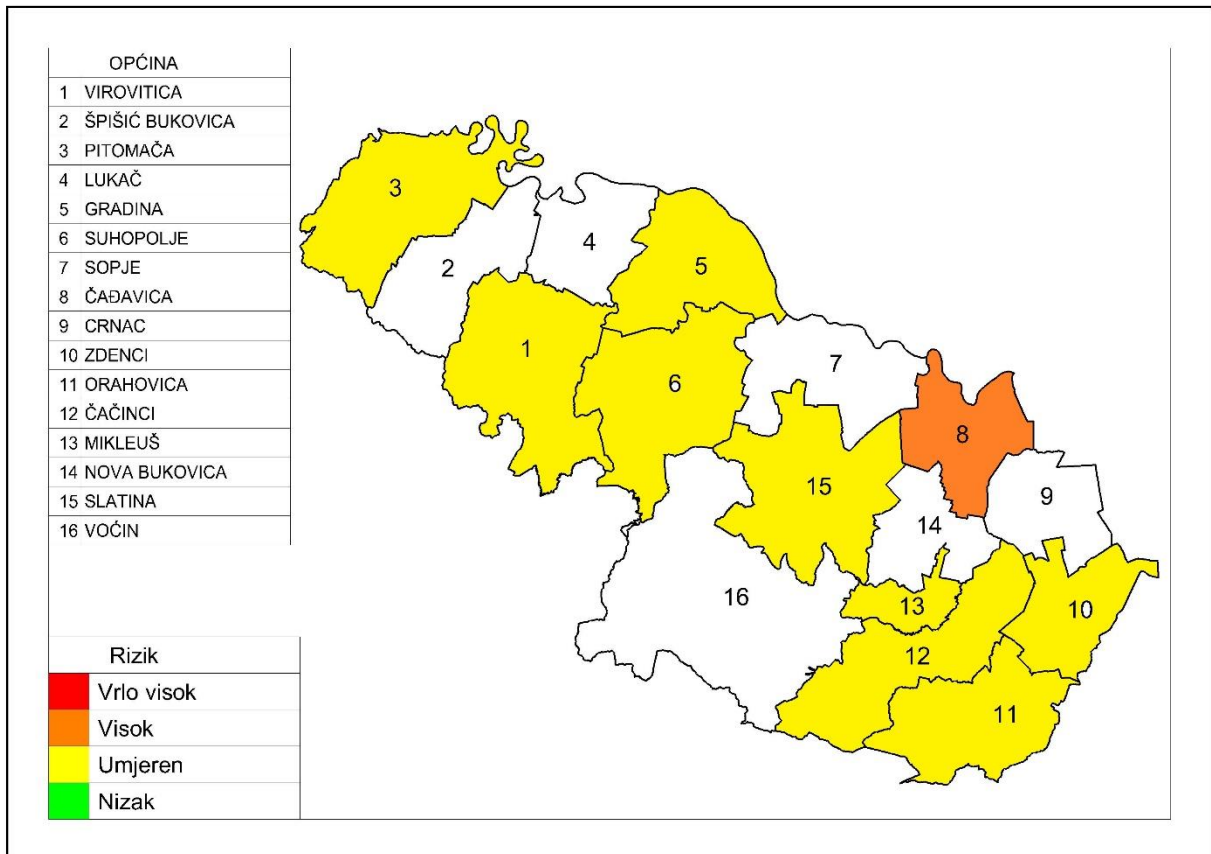 OPĆINA
1 VIROVITICA
2 ŠPIŠIĆ BUKOVICA
3 PITOMAČA
4 LUKAČ
5 GRADINA
6 SUHOPOLJE
7 SOPJE
8 ČAĐAVICA
9 CRNAC
10 ZDENCI
11 ORAHOVICA
12 ČAČINCI
13 MIKLEUŠ
14 NOVA BUKOVICA
15 SLATINA
16 VOĆIN
Rizik
Vrlo visok
Visok
Umjeren
Nizak
3
4
2
5
1
7
6
8
15
9
14
16
13
10
12
11